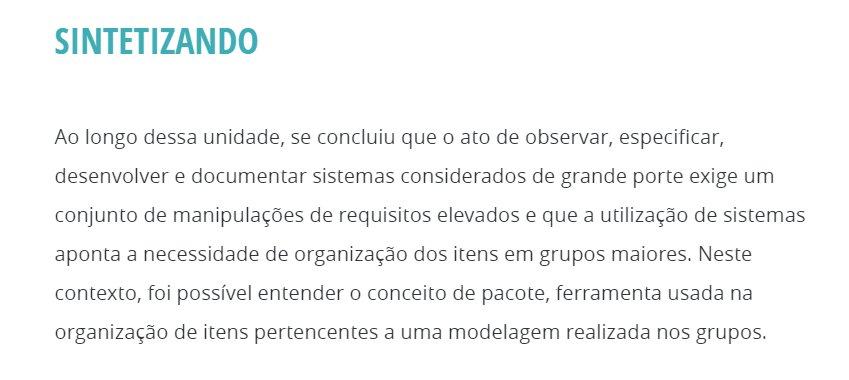 SINTETIZANDO
Ao longo dessa unidade, se concluiu que o ato de observar, especificar,
desenvolver e documentar sistemas considerados de grande porte exige um
conjunto de manipulações de requisitos elevados e que a utilização de sistemas
aponta a necessidade de organização dos itens em grupos maiores. Neste
contexto, foi possível entender o conceito de pacote, ferramenta usada na
organização de itens pertencentes a uma modelagem realizada nos grupos.